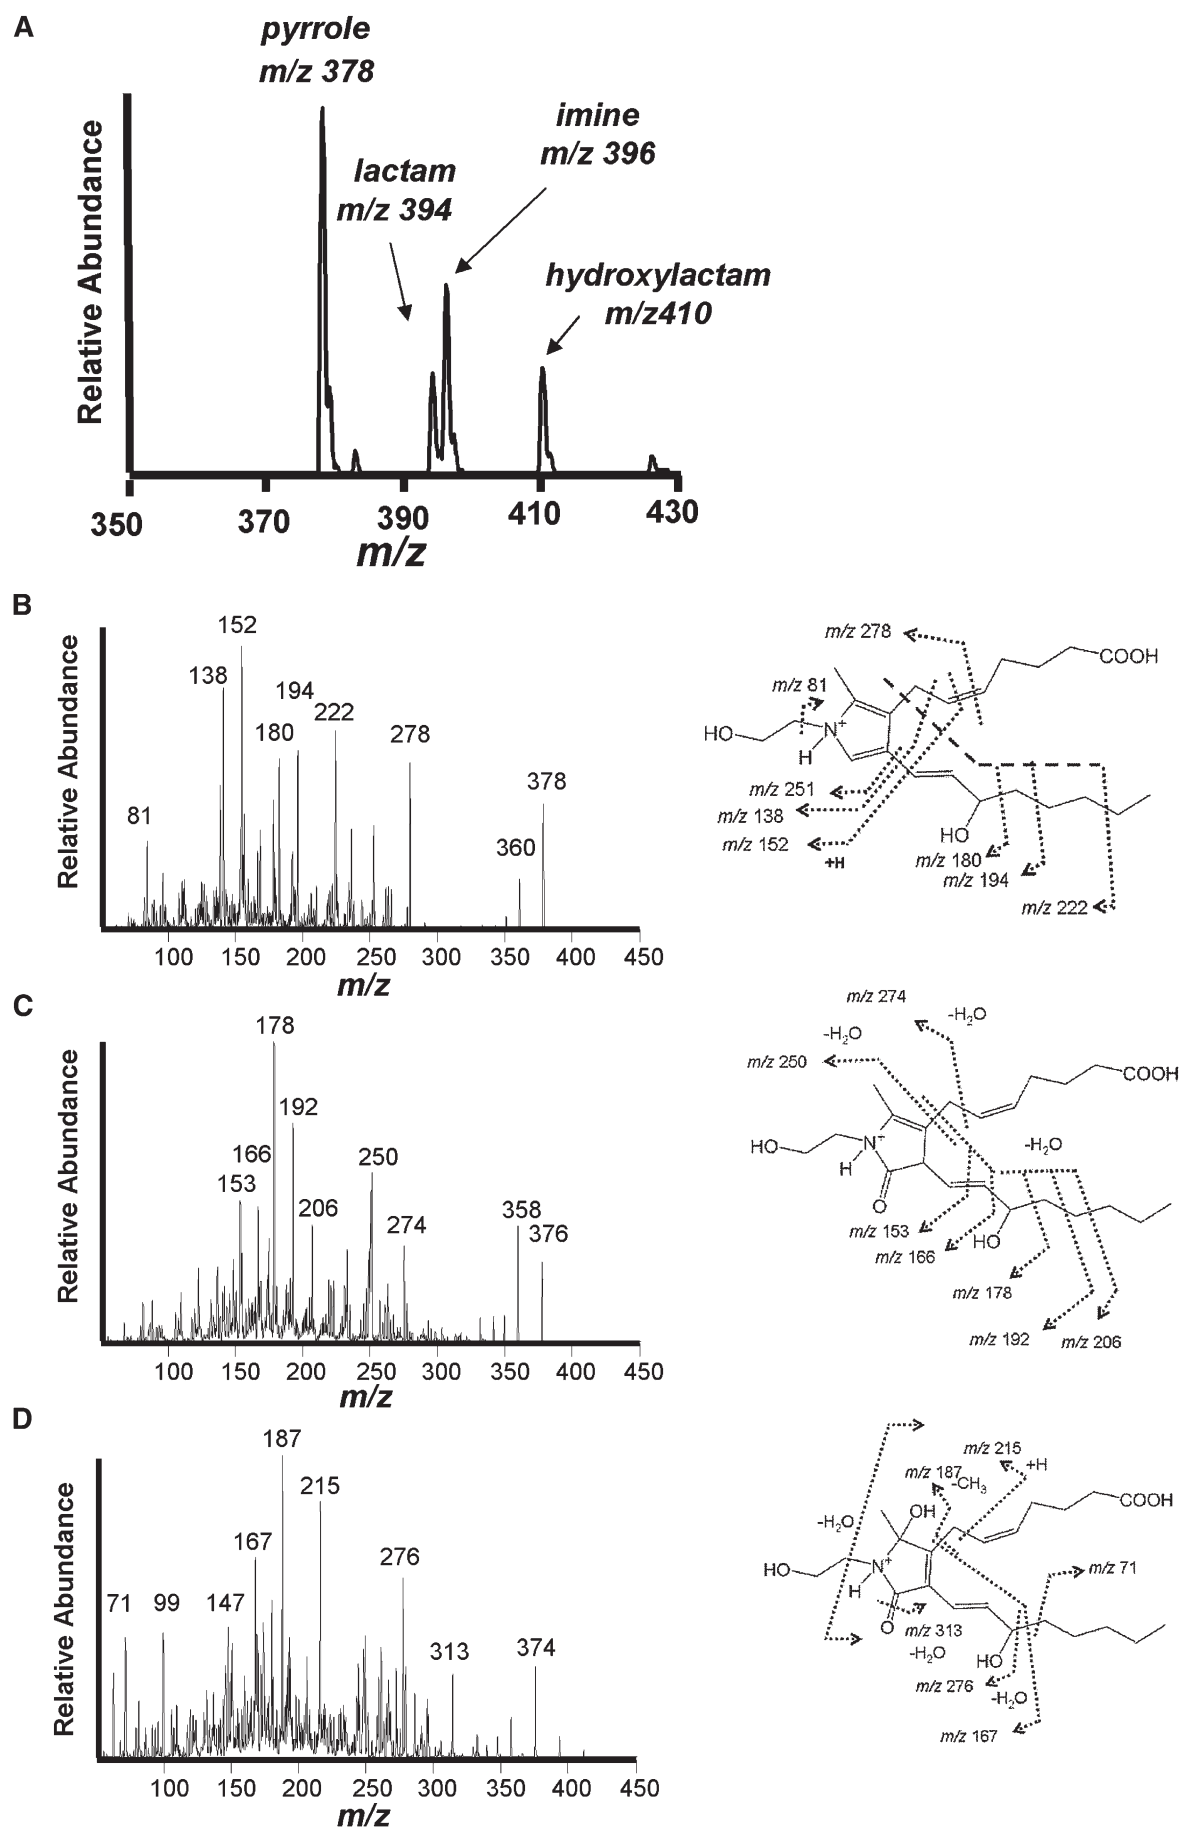 A
pyrrole
m/z 378
imine
m/z 396
lactam
m/z 394
hydroxylactam
m/z410
Relative Abundance
350 370 390 410 430
m/z
B
152
138
194
180
222
278
378
81
360
Relative Abundance
100 150 200 250 300 350 400 450
m/z
m/z 278
COOH
m/z 81
HO
N+
H
m/z 251
m/z 138
m/z 152
+H
HO
m/z 180
m/z 194
m/z 222
C
178
192
166
153
250
206
274
358
376
Relative Abundance
100 150 200 250 300 350 400 450
m/z
m/z 274
-H2O
-H2O
m/z 250
COOH
HO
N+
H
O
-H2O
m/z 153
m/z 166
HO
m/z 178
m/z 192
m/z 206
D
187
215
167
276
71
99
147
313
374
Relative Abundance
100 150 200 250 300 350 400 450
m/z
m/z 215
+H
m/z 187
-CH3
COOH
OH
-H2O
HO
N+
H
O
m/z 71
m/z 313
-H2O
HO
m/z 276
-H2O
m/z 167